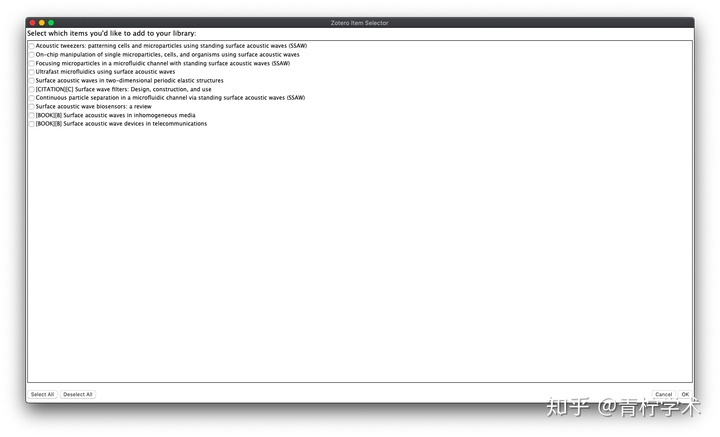 Zotero Item Selector
Select which items you'd like to add to your library:
Acoustic tweezers: patterning cells and microparticles using standing surface acoustic waves (SSAW)
On-chip manipulation of single microparticles, cells, and organisms using surface acoustic waves
Focusing microparticles in a microfluidic channel with standing surface acoustic waves (SSAW)
Ultrafast microfluidics using surface acoustic waves
Surface acoustic waves in two-dimensional periodic elastic structures
[CITATION][C] Surface wave filters: Design, construction, and use
Continuous particle separation in a microfluidic channel via standing surface acoustic waves (SSAW)
Surface acoustic wave biosensors: a review
[BOOK][B] Surface acoustic waves in inhomogeneous media
[BOOK][B] Surface acoustic wave devices in telecommunications
Select All Deselect All Cancel OK
知乎 @青柠学术